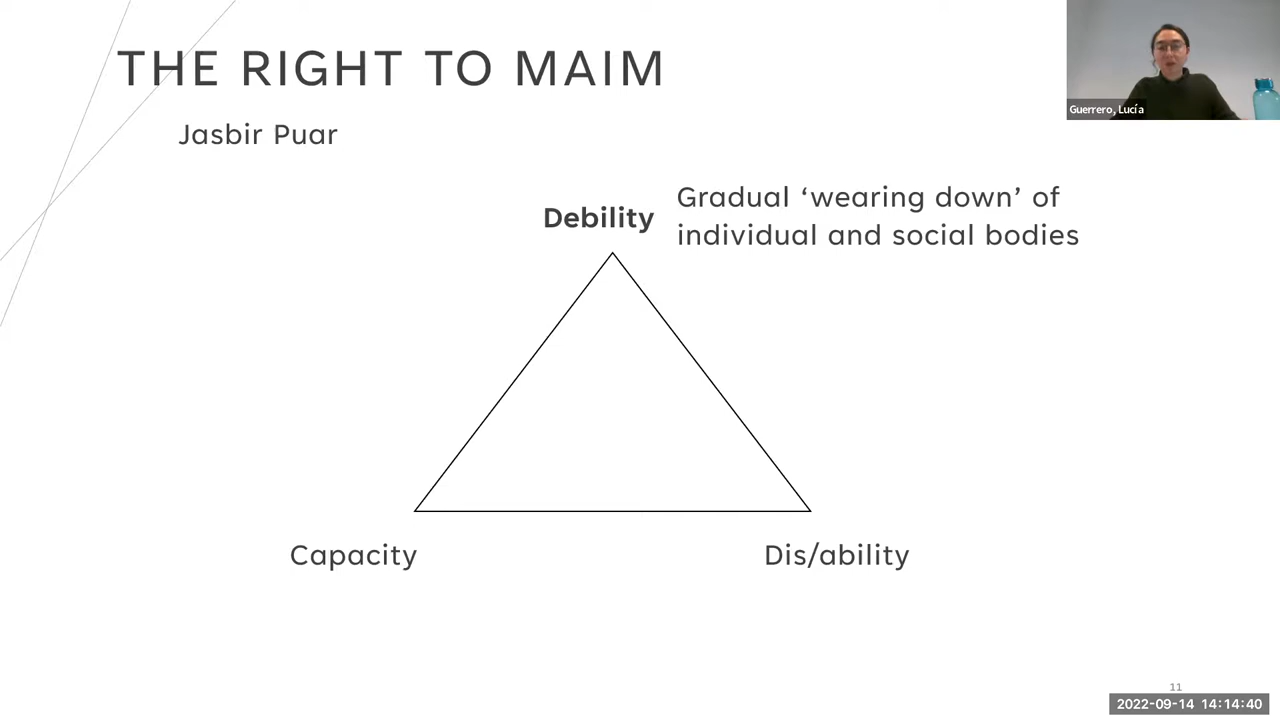 THE RIGHT TO MAIM
Jasbir Puar
Guerrero, Lucía
Debility
Gradual ‘wearing down’ of
individual and social bodies
Capacity
Dis/ability
11
2022-09-14 14:14:40